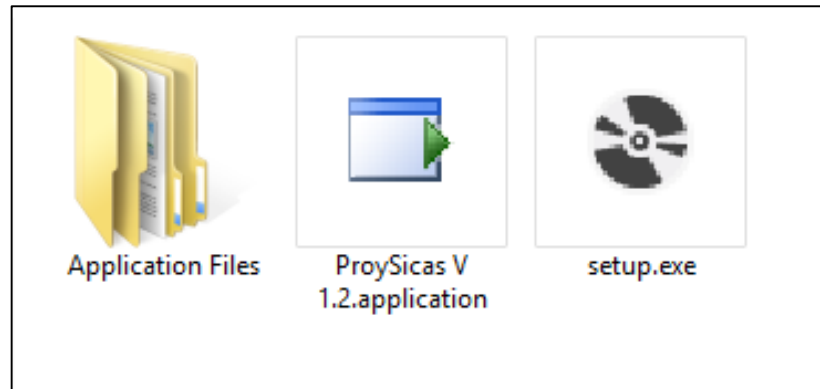 Application Files
ProySicas V
1.2.application
setup.exe